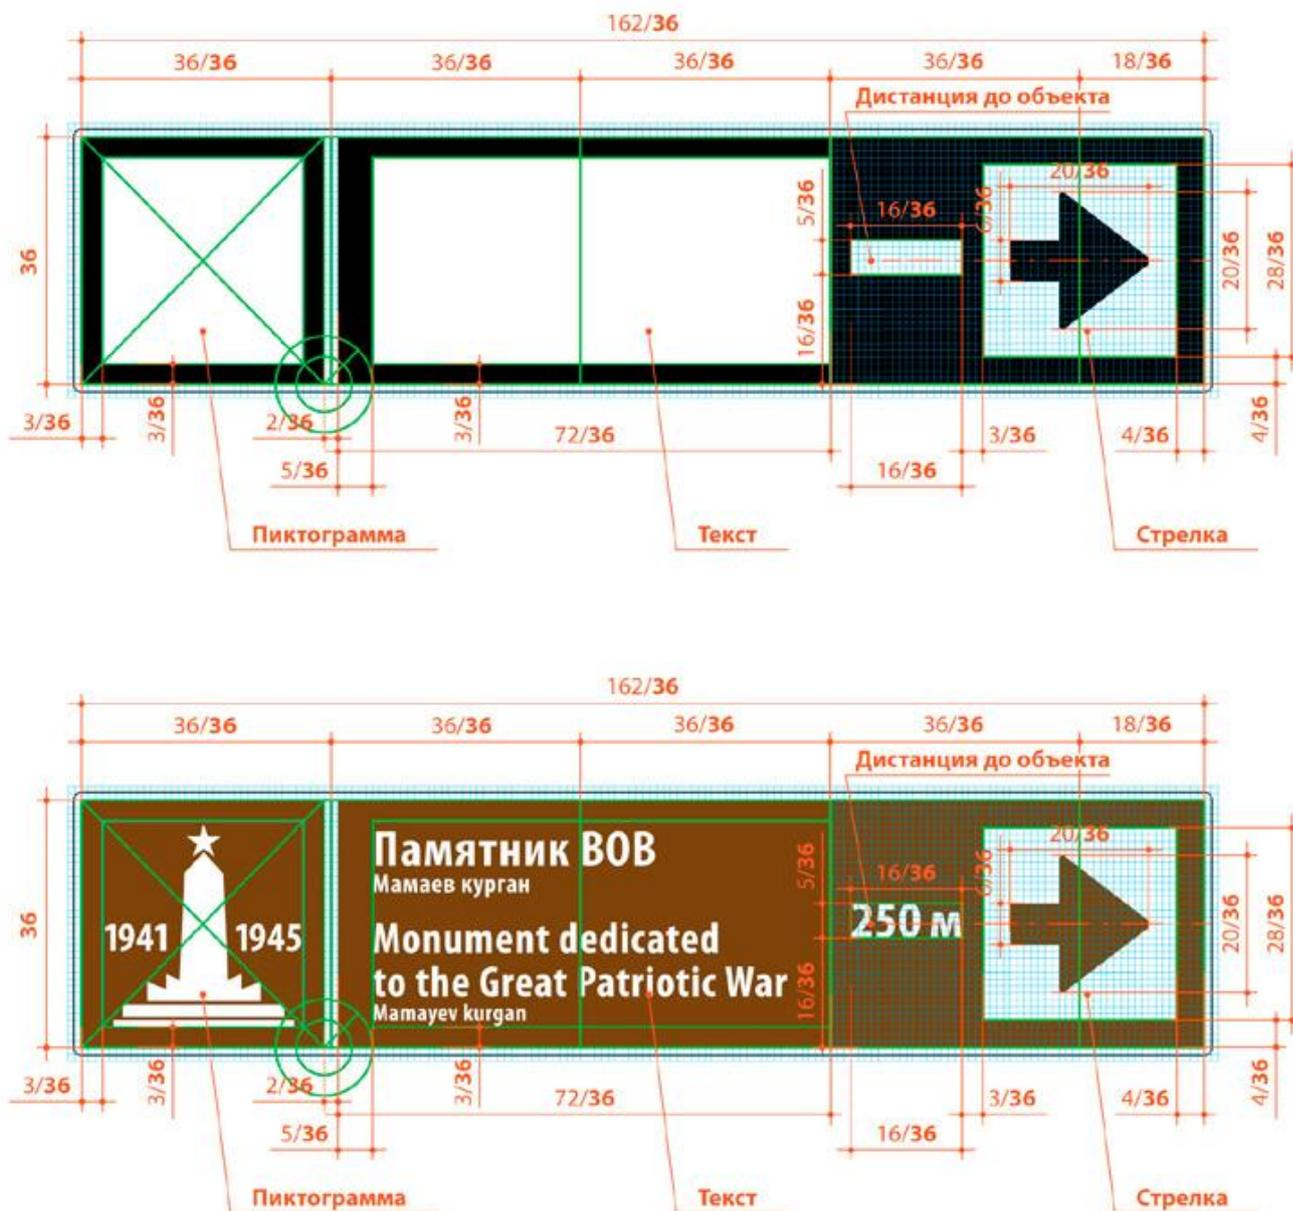 162/36
36/36 36/36 36/36 36/36 18/36
Дистанция до объекта
20/36
5/36
16/36
6/36
36
20/36
28/36
16/36
3/36
3/36
2/36
3/36
72/36
3/36
4/36
4/36
5/36
16/36
Пиктограмма
Текст
Стрелка
162/36
36/36 36/36 36/36 36/36 18/36
Дистанция до объекта
20/36
5/36
16/36
6/36
Памятник ВОВ
Мамаев курган
1941 1945
250 м
36
20/36
28/36
Monument dedicated
to the Great Patriotic War
Mamayev kurgan
16/36
3/36
3/36
2/36
3/36
72/36
3/36
4/36
4/36
5/36
16/36
Пиктограмма
Текст
Стрелка